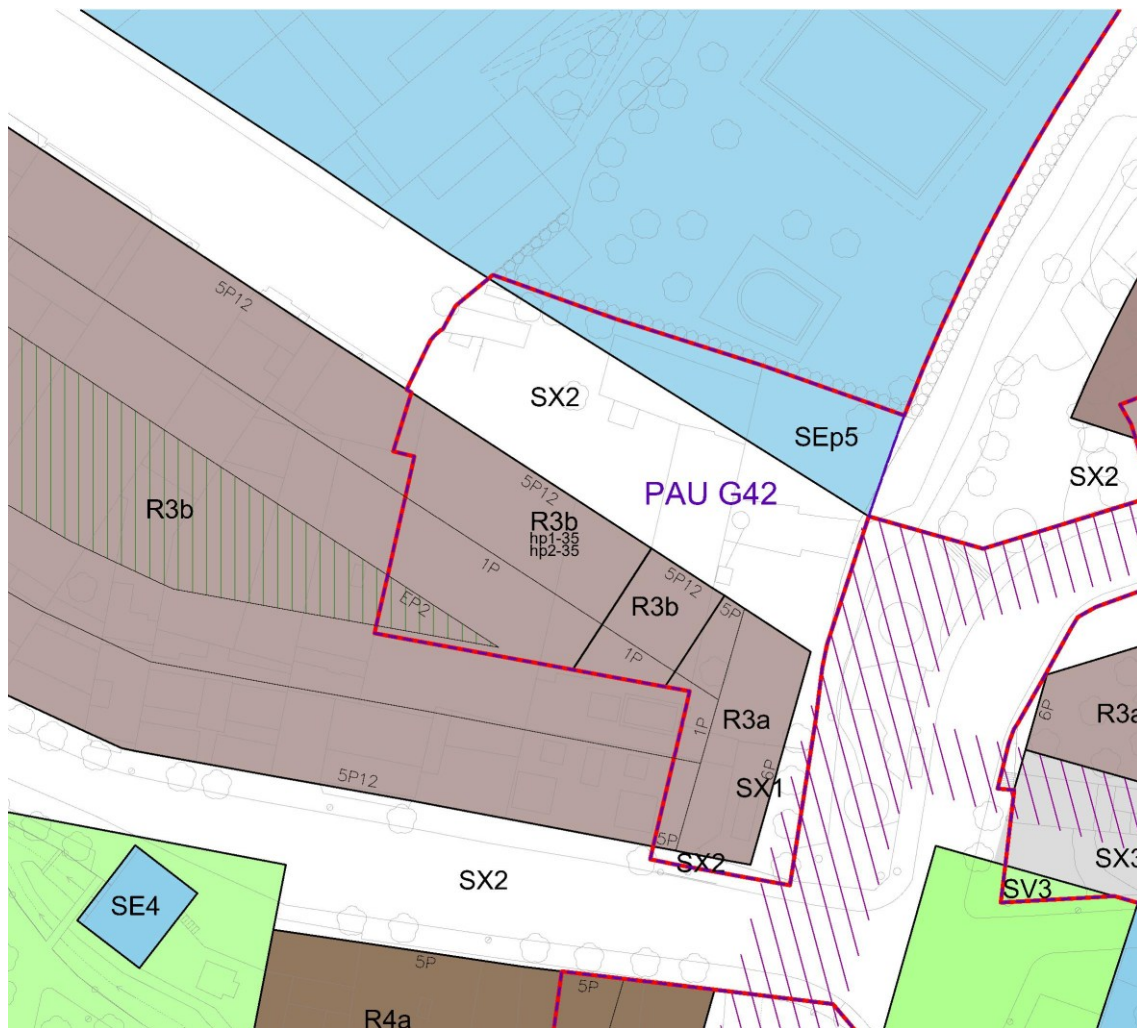 5P12
SX2
SEp5
PAU G42
SX2
5P12
R3b
R3b
hp1-35
hp2-35
1P
5P12
R3b
5P
EP2
1P
R3a
1P
6P
SX1
6P
R3a
5P12
5P
SX2
SX2
SX3
SV3
SE4
5P
5P
R4a